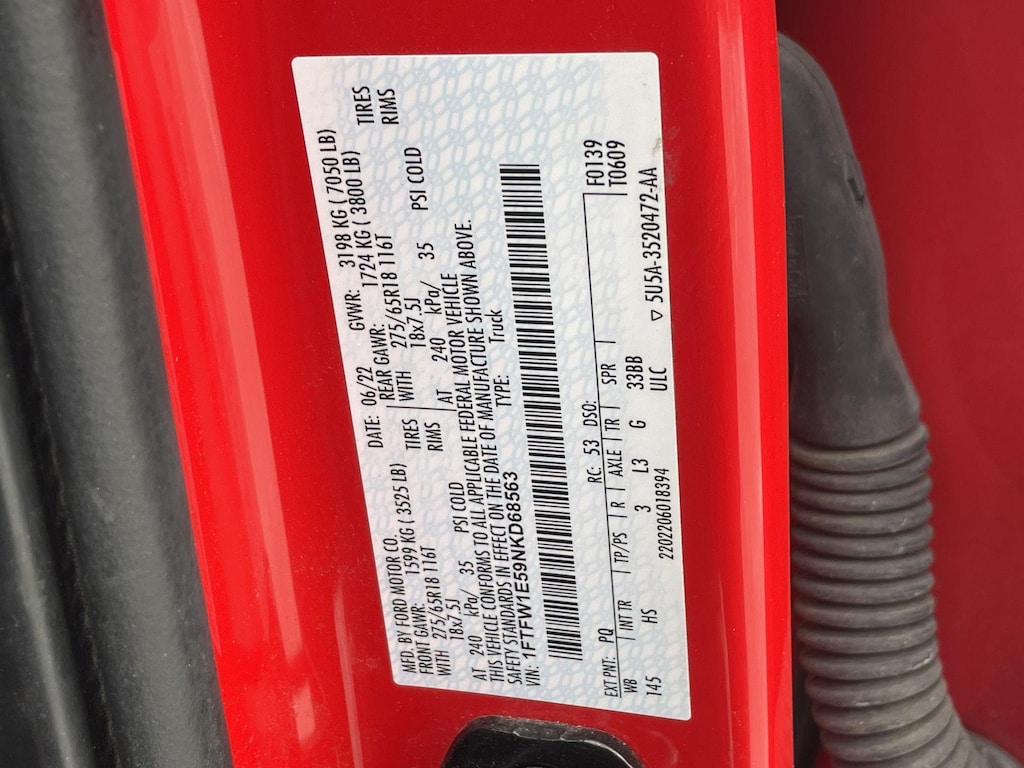 MFD. BY FORD MOTOR CO. DATE: 06/22 GVWR: 3198 KG ( 7050 LB)
FRONT GAWR: 1599 KG ( 3525 LB) REAR GAWR: 1724 KG ( 3800 LB)
WITH 275/65R18 116T TIRES WITH 275/65R18 116T TIRES
18x7.5J RIMS 18x7.5J RIMS
AT 240 kPa/ 35 PSI COLD AT 240 kPa/ 35 PSI COLD
THIS VEHICLE CONFORMS TO ALL APPLICABLE FEDERAL MOTOR VEHICLE
SAFETY STANDARDS IN EFFECT ON THE DATE OF MANUFACTURE SHOWN ABOVE.
VIN: 1FTFW1E59NKD68563 TYPE: Truck
EXT PNT: PQ RC: 53 DSO: F0139
WB INTR TP/PS R AXLE TR SPR T0609
145 HS 3 L3 G 33BB
ULC
2202206018394 ▽ 5U5A-3520472-AA